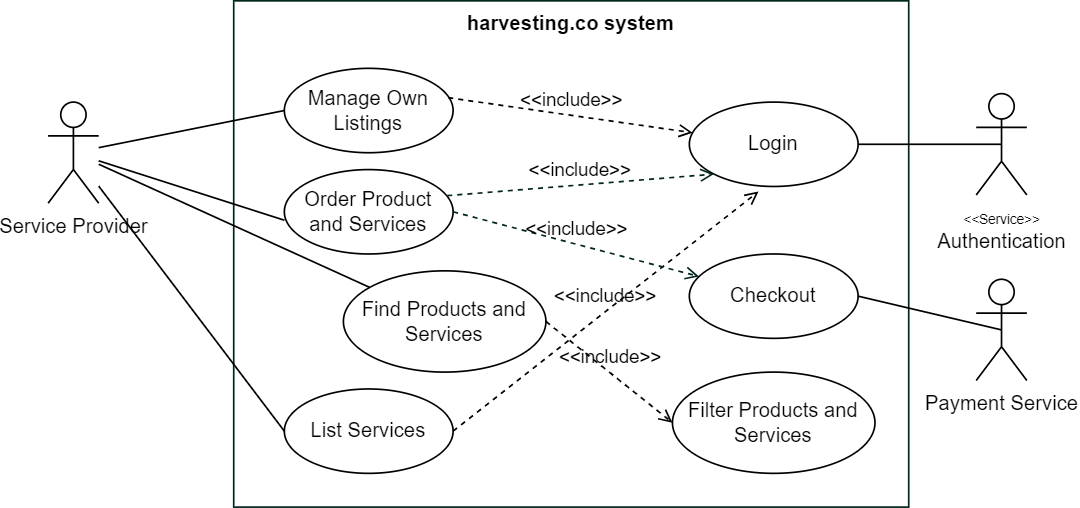 harvesting.co system
Manage Own
Listings
<<include>>
Login
Service Provider
Order Product
and Services
<<include>>
<<include>>
<<Service>>
Authentication
Find Products and
Services
<<include>>
Checkout
<<include>>
Payment Service
List Services
Filter Products and
Services